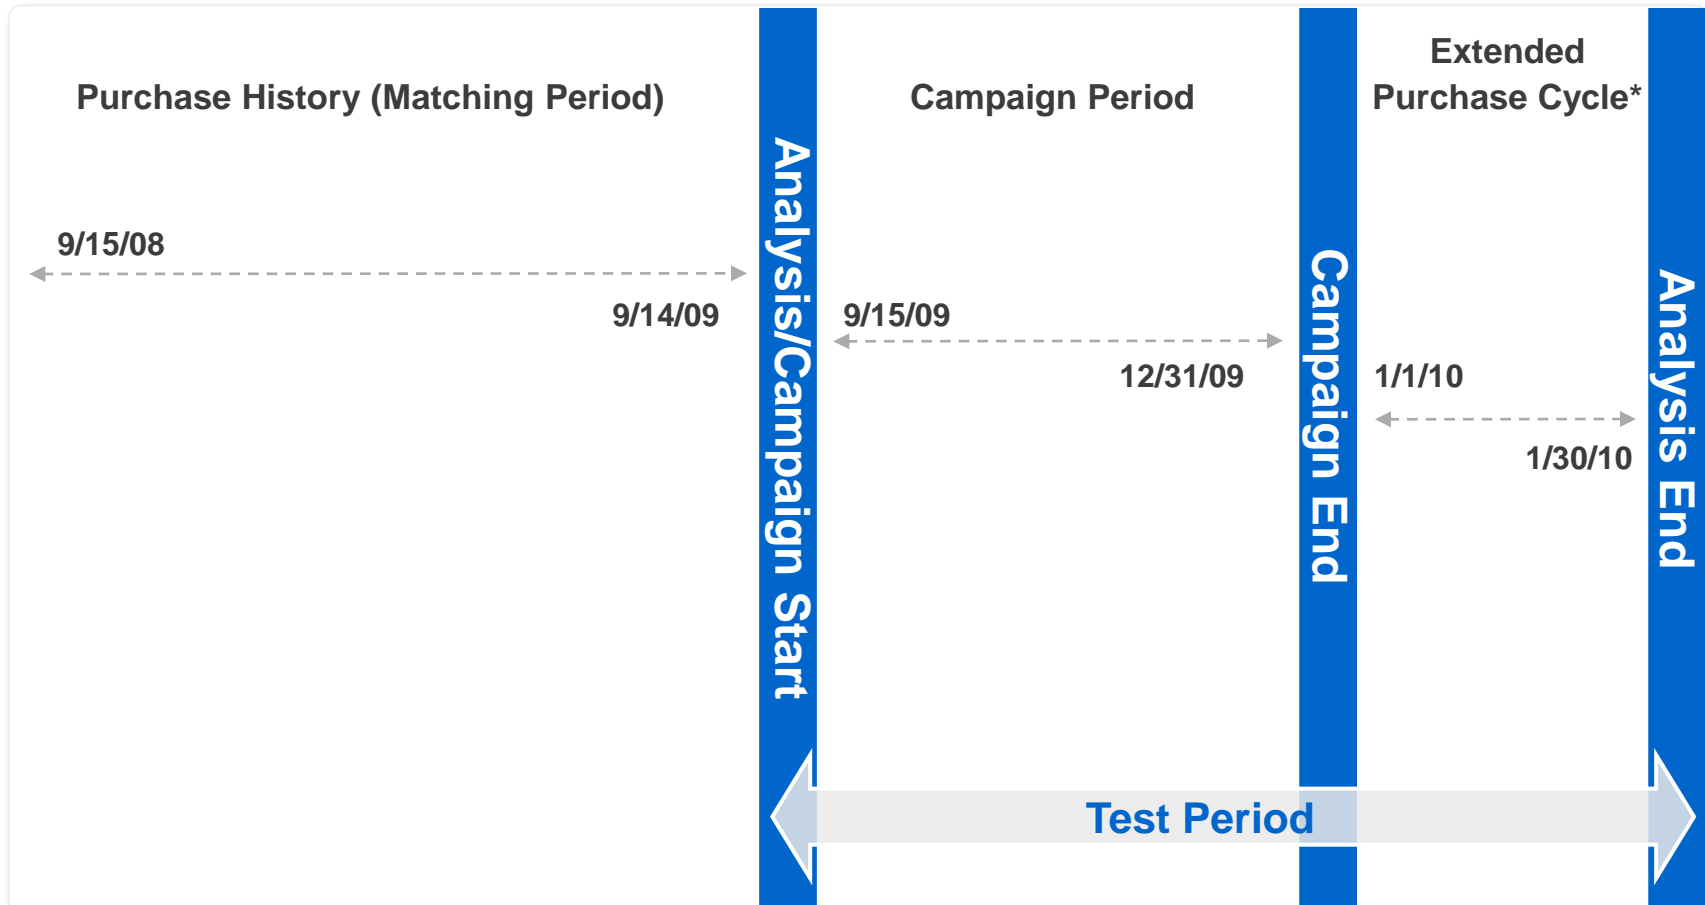 Purchase History (Matching Period)
9/15/08
9/14/09
Analysis/Campaign Start
Campaign Period
9/15/09
12/31/09
Campaign End
Extended
Purchase Cycle*
1/1/10
1/30/10
Analysis End
Test Period